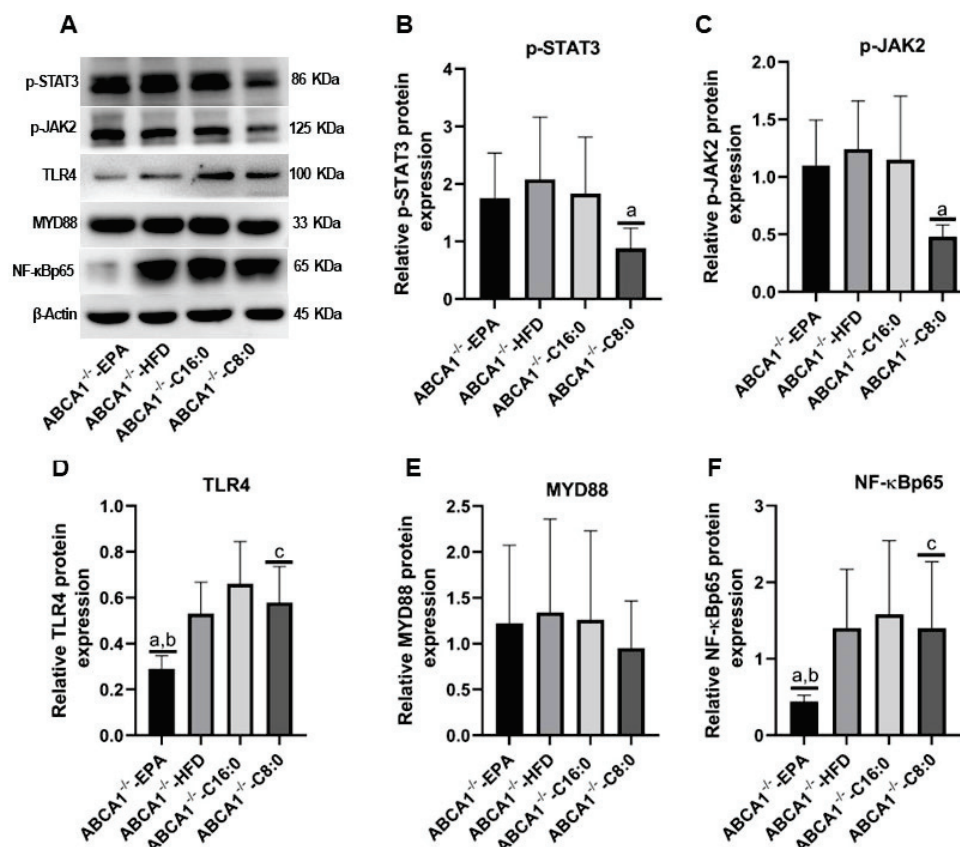 A
p-STAT3 86 KDa
p-JAK2 125 KDa
TLR4 100 KDa
MYD88 33 KDa
NF-κBp65 65 KDa
β-Actin 45 KDa
ABCA1⁻/⁻-EPA
ABCA1⁻/⁻-HFD
ABCA1⁻/⁻-C16:0
ABCA1⁻/⁻-C8:0
B
p-STAT3
Relative p-STAT3 protein
expression
4
3
2
1
0
a
ABCA1⁻/⁻-EPA
ABCA1⁻/⁻-HFD
ABCA1⁻/⁻-C16:0
ABCA1⁻/⁻-C8:0
C
p-JAK2
Relative p-JAK2 protein
expression
2.0
1.5
1.0
0.5
0.0
a
ABCA1⁻/⁻-EPA
ABCA1⁻/⁻-HFD
ABCA1⁻/⁻-C16:0
ABCA1⁻/⁻-C8:0
D
TLR4
Relative TLR4 protein
expression
1.0
0.8
0.6
0.4
0.2
0.0
a,b
c
ABCA1⁻/⁻-EPA
ABCA1⁻/⁻-HFD
ABCA1⁻/⁻-C16:0
ABCA1⁻/⁻-C8:0
E
MYD88
Relative MYD88 protein
expression
2.5
2.0
1.5
1.0
0.5
0.0
ABCA1⁻/⁻-EPA
ABCA1⁻/⁻-HFD
ABCA1⁻/⁻-C16:0
ABCA1⁻/⁻-C8:0
F
NF-κBp65
Relative NF-κBp65 protein
expression
3
2
1
0
a,b
c
ABCA1⁻/⁻-EPA
ABCA1⁻/⁻-HFD
ABCA1⁻/⁻-C16:0
ABCA1⁻/⁻-C8:0